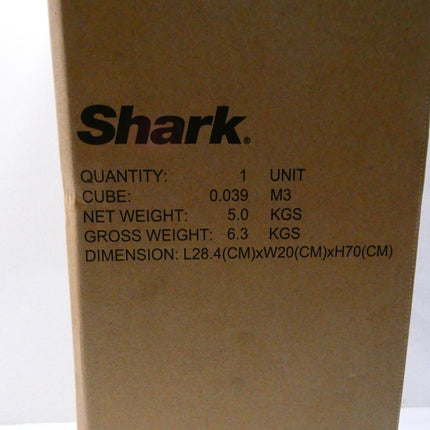 Shark®
QUANTITY: 1 UNIT
CUBE: 0.039 M3
NET WEIGHT: 5.0 KGS
GROSS WEIGHT: 6.3 KGS
DIMENSION: L28.4(CM)xW20(CM)xH70(CM)